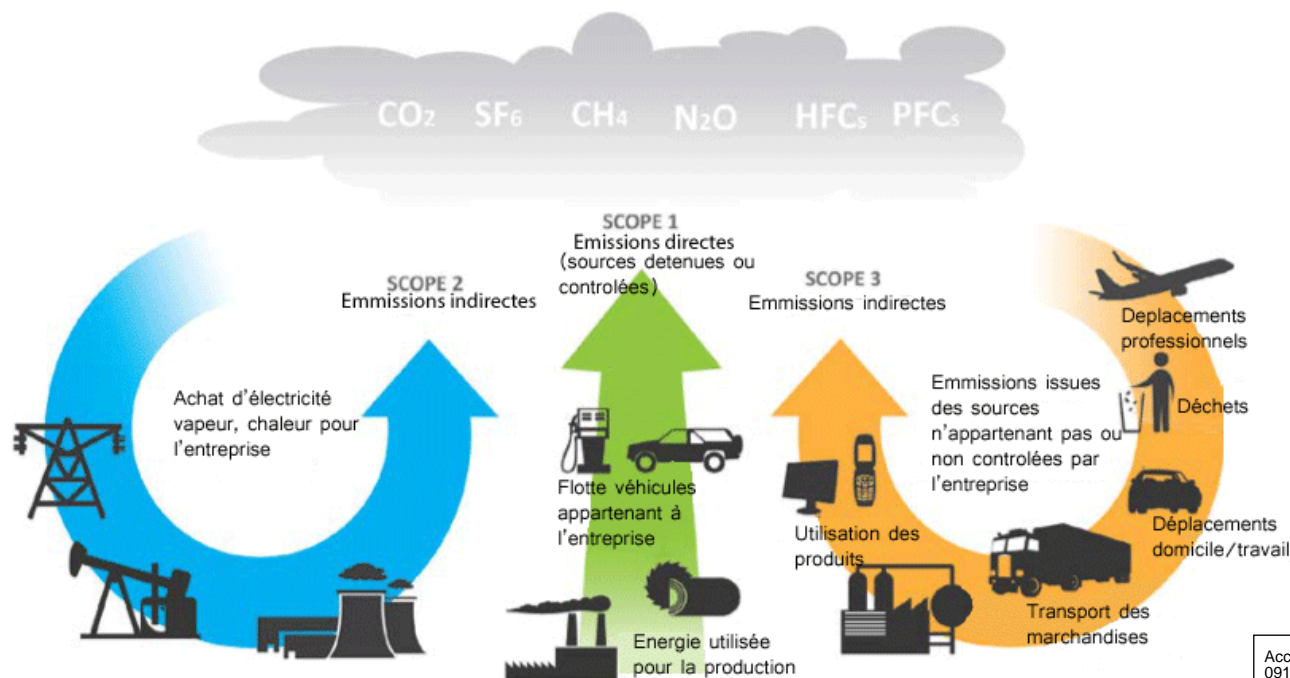 CO₂ SF₆ CH₄ N₂O HFCs PFCs
SCOPE 1
Emissions directes
(sources detenues ou
controlées)
SCOPE 2
Emmissions indirectes
SCOPE 3
Emmissions indirectes
Achat d'électricité
vapeur, chaleur pour
l'entreprise
Flotte véhicules
appartenant à
l'entreprise
Energie utilisée
pour la production
Emmissions issues
des sources
n'appartenant pas ou
non controlées par
l'entreprise
Deplacements
professionnels
Déchets
Déplacements
domicile/travail
Transport des
marchandises
Utilisation des
produits
Acc
091